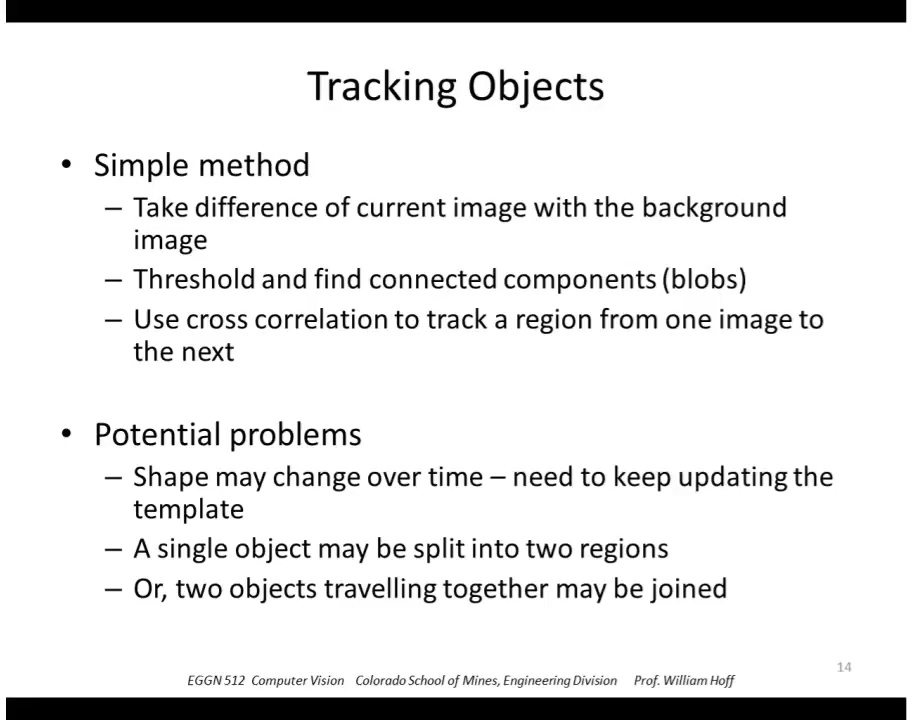 Tracking Objects
• Simple method
– Take difference of current image with the background
image
– Threshold and find connected components (blobs)
– Use cross correlation to track a region from one image to
the next
• Potential problems
– Shape may change over time – need to keep updating the
template
– A single object may be split into two regions
– Or, two objects travelling together may be joined
14
EGGN 512 Computer Vision Colorado School of Mines, Engineering Division Prof. William Hoff